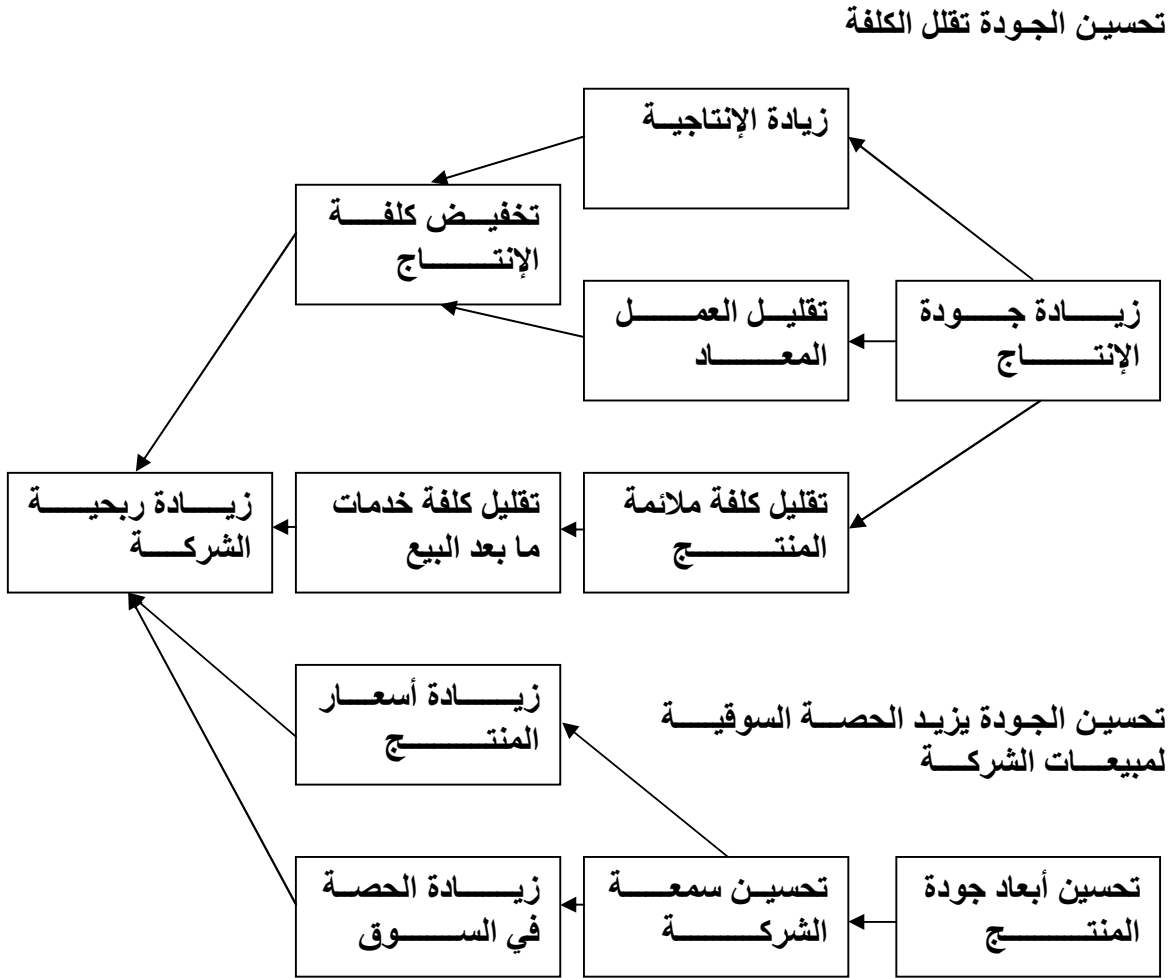 تحسين الجودة تقلل الكلفة
زيادة الإنتاجية
تخفيض كلفة
الإنتاج
زيادة جودة
الإنتاج
تقليل العمل
المعاد
تقليل كلفة ملائمة
المنتج
تقليل كلفة خدمات
ما بعد البيع
زيادة ربحية
الشركة
تحسين الجودة يزيد الحصة السوقية
لمبيعات الشركة
زيادة أسعار
المنتج
تحسين أبعاد جودة
المنتج
تحسين سمعة
الشركة
زيادة الحصة
في السوق